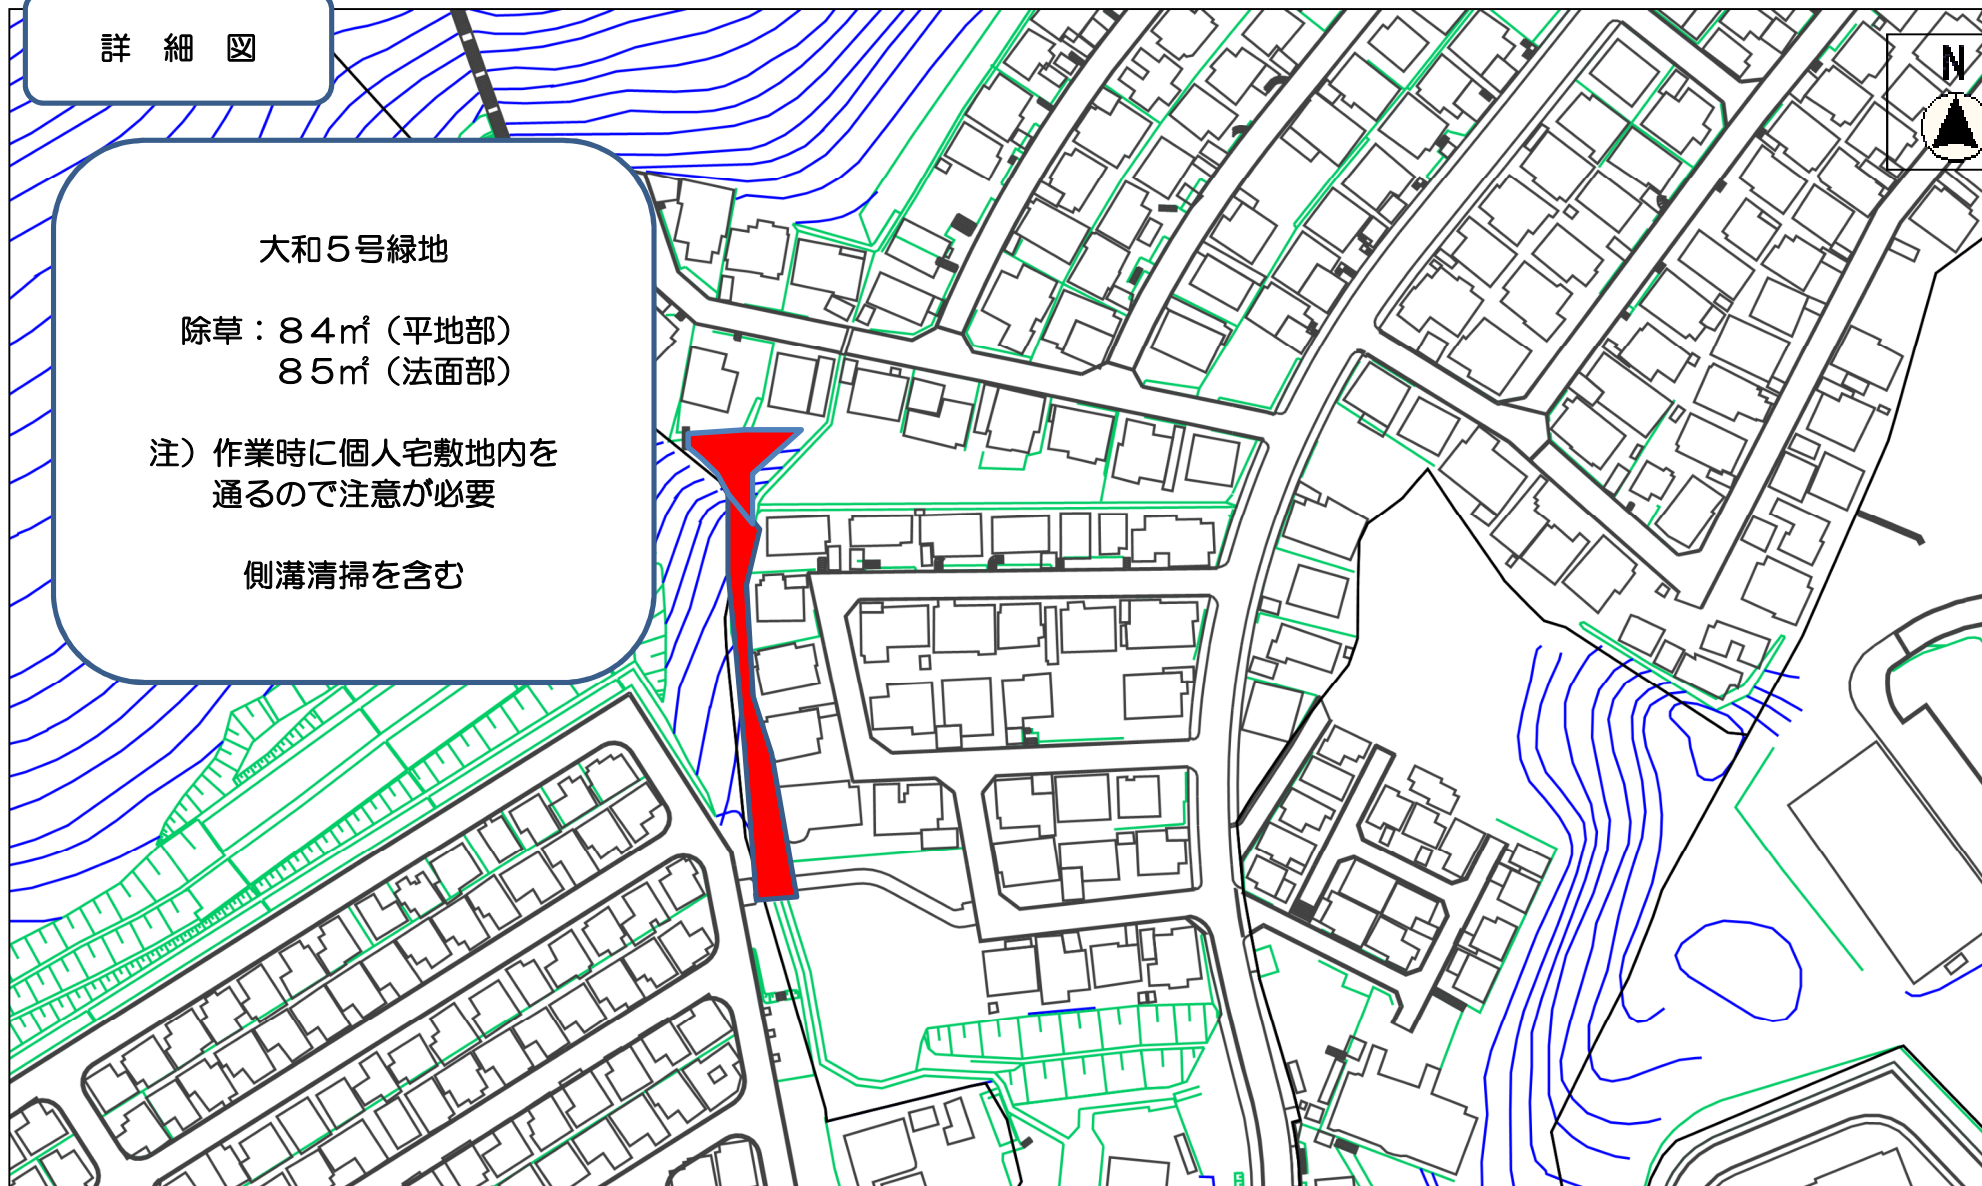 詳　細　図
N
大和５号緑地
除草：８４㎡（平地部）
８５㎡（法面部）
注）作業時に個人宅敷地内を
通るので注意が必要
側溝清掃を含む